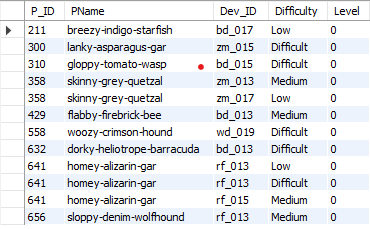 P_ID PName Dev_ID Difficulty Level
211 breezy-indigo-starfish bd_017 Low 0
300 lanky-asparagus-gar zm_015 Difficult 0
310 gloppy-tomato-wasp bd_015 Difficult 0
358 skinny-grey-quetzal zm_013 Medium 0
358 skinny-grey-quetzal zm_017 Low 0
429 flabby-firebrick-bee bd_013 Medium 0
558 woozy-crimson-hound wd_019 Difficult 0
632 dorky-heliotrope-barracuda bd_013 Difficult 0
641 homey-alizarin-gar rf_013 Low 0
641 homey-alizarin-gar rf_013 Difficult 0
641 homey-alizarin-gar rf_015 Medium 0
656 sloppy-denim-wolfhound rf_013 Medium 0